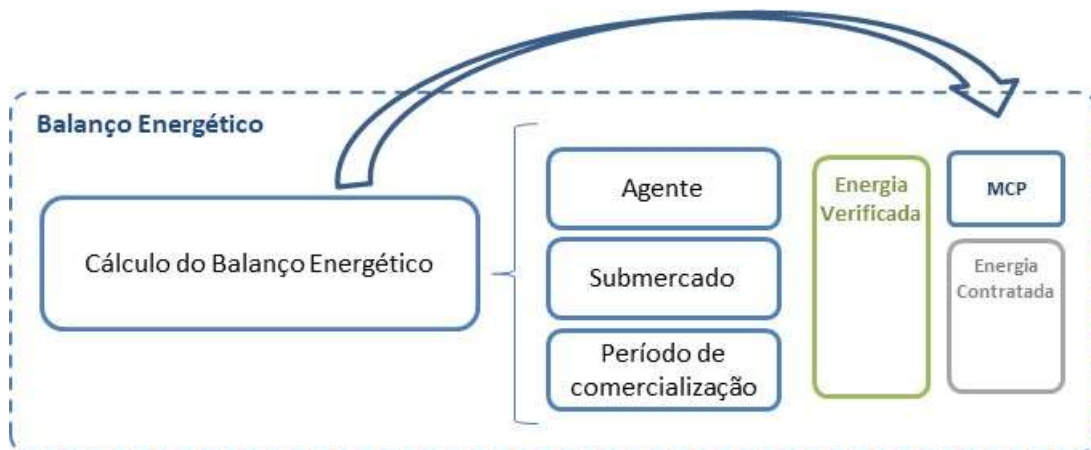 Balanço Energético
Cálculo do Balanço Energético
Agente
Submercado
Período de
comercialização
Energia
Verificada
MCP
Energia
Contratada